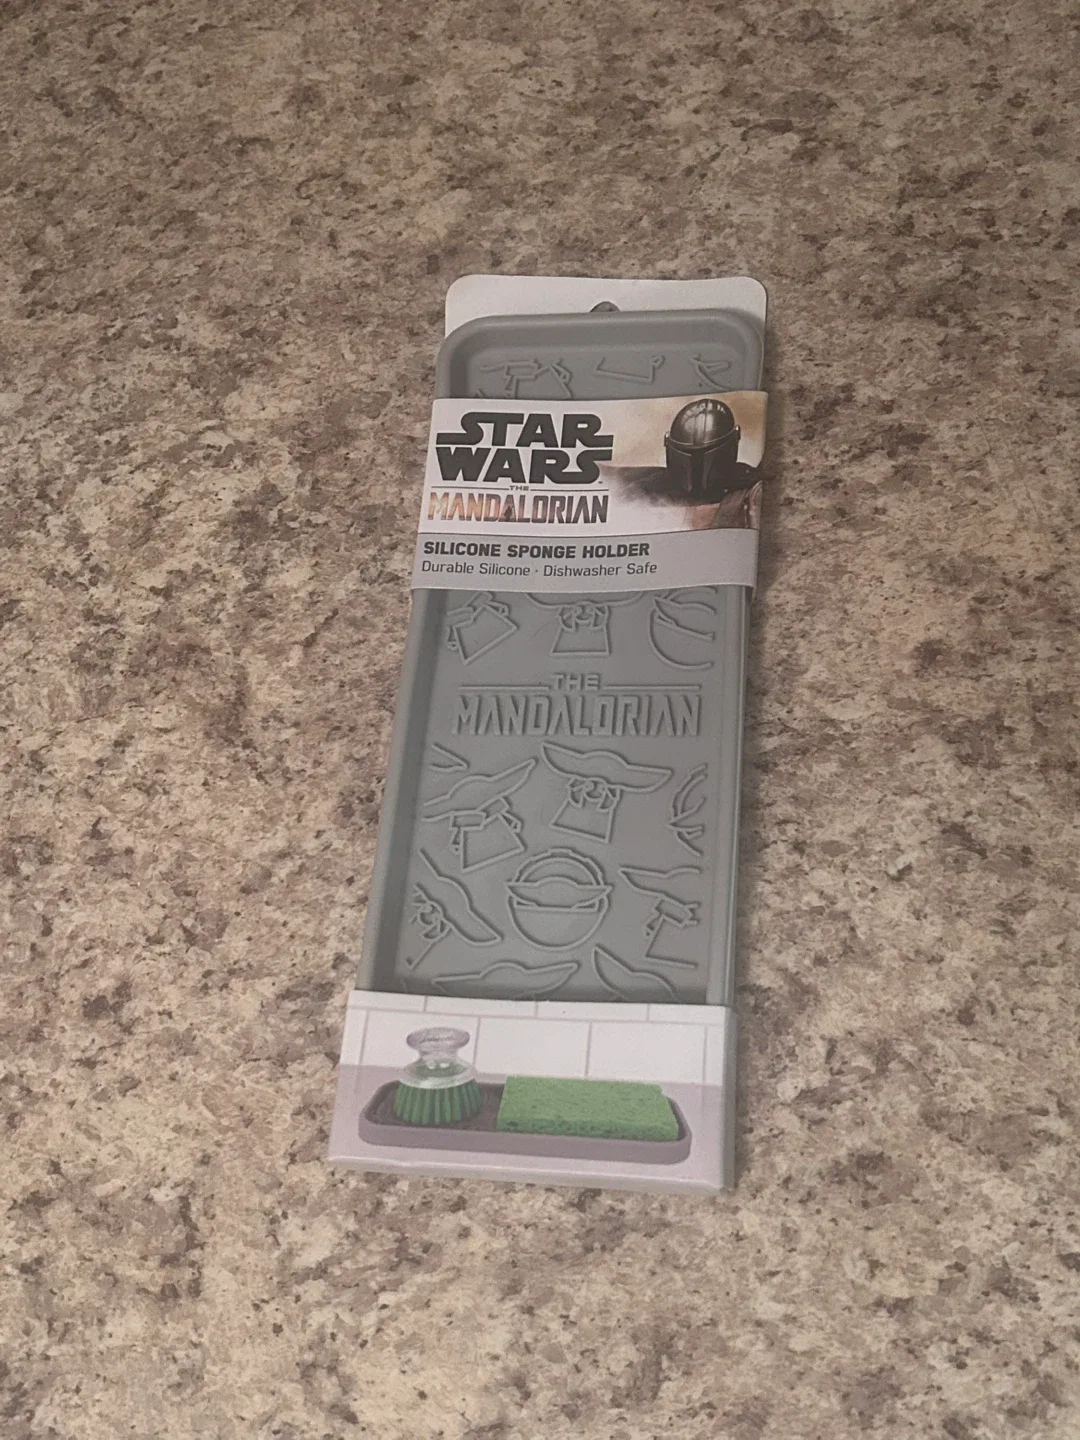 STAR
WARS
THE
MANDALORIAN
SILICONE SPONGE HOLDER
Durable Silicone · Dishwasher Safe
THE
MANDALORIAN